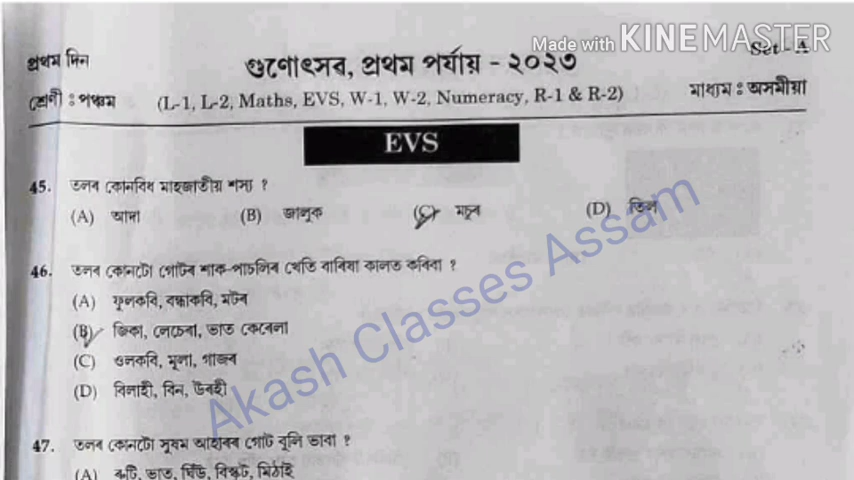 Made with KINEMASTER
প্ৰথম দিন
Set - A
গুণোৎসৱ, প্ৰথম পৰ্যায় - ২০২৩
শ্ৰেণী : পঞ্চম (L-1, L-2, Maths, EVS, W-1, W-2, Numeracy, R-1 & R-2) মাধ্যম : অসমীয়া
EVS
45. তলৰ কোনবিধ মাহজাতীয় শস্য ?
(A) আদা (B) জালুক (C) মচুৰ (D) তিল
46. তলৰ কোনটো গোটৰ শাক-পাচলিৰ খেতি বাৰিষা কালত কৰিবা ?
(A) ফুলকবি, বন্ধাকবি, মটৰ
(B) জিকা, লেচেৰা, ভাত কেৰেলা
(C) ওলকবি, মূলা, গাজৰ
(D) বিলাহী, বিন, উৰহী
47. তলৰ কোনটো সুষম আহাৰৰ গোট বুলি ভাবা ?
(A) ৰুটি, ভাত, ঘিঁউ, বিস্কুট, মিঠাই
Akash Classes Assam